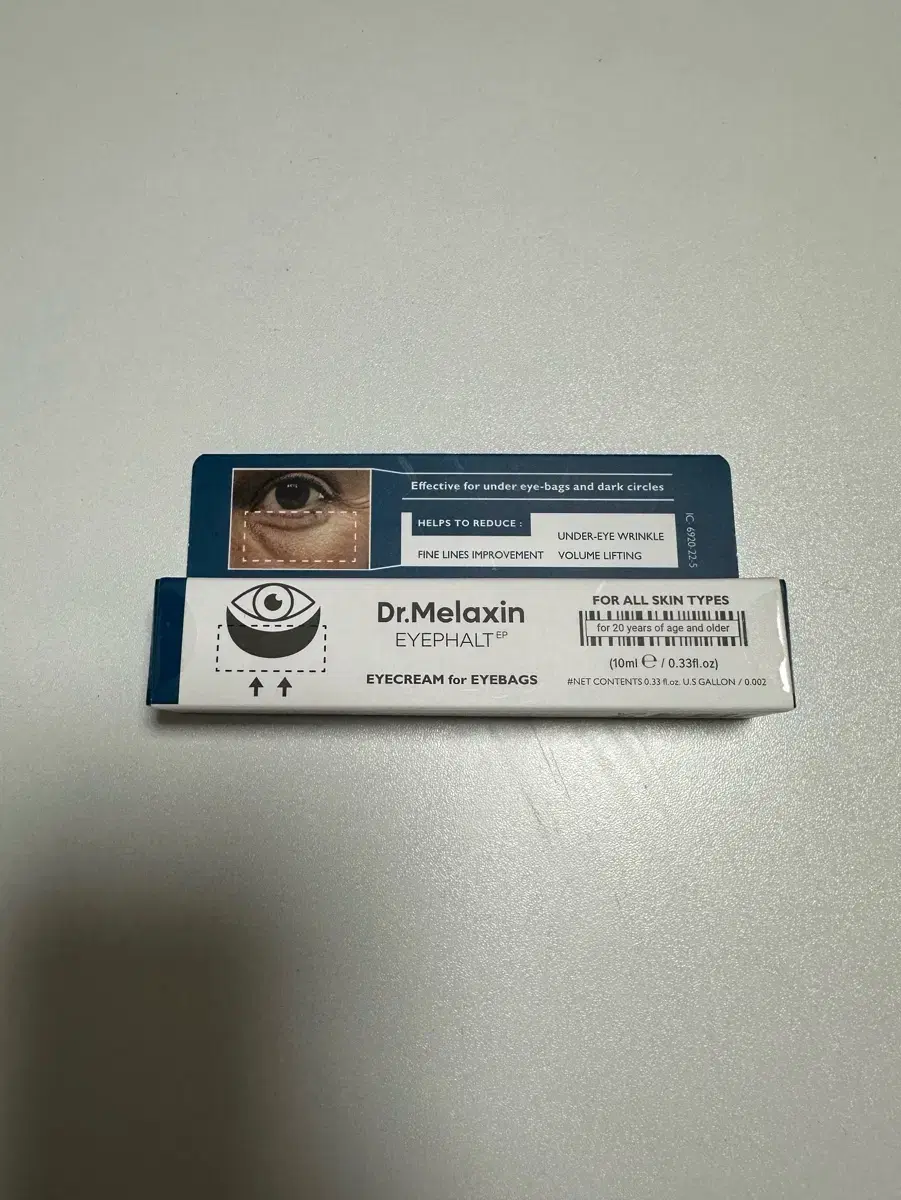 Effective for under eye-bags and dark circles
HELPS TO REDUCE :
UNDER-EYE WRINKLE
FINE LINES IMPROVEMENT
VOLUME LIFTING
IC. 6920-22-5
Dr.Melaxin
EYEPHALT EP
EYECREAM for EYEBAGS
FOR ALL SKIN TYPES
for 20 years of age and older
(10ml ℮ / 0.33fl.oz)
#NET CONTENTS 0.33 fl.oz. U.S GALLON / 0.002